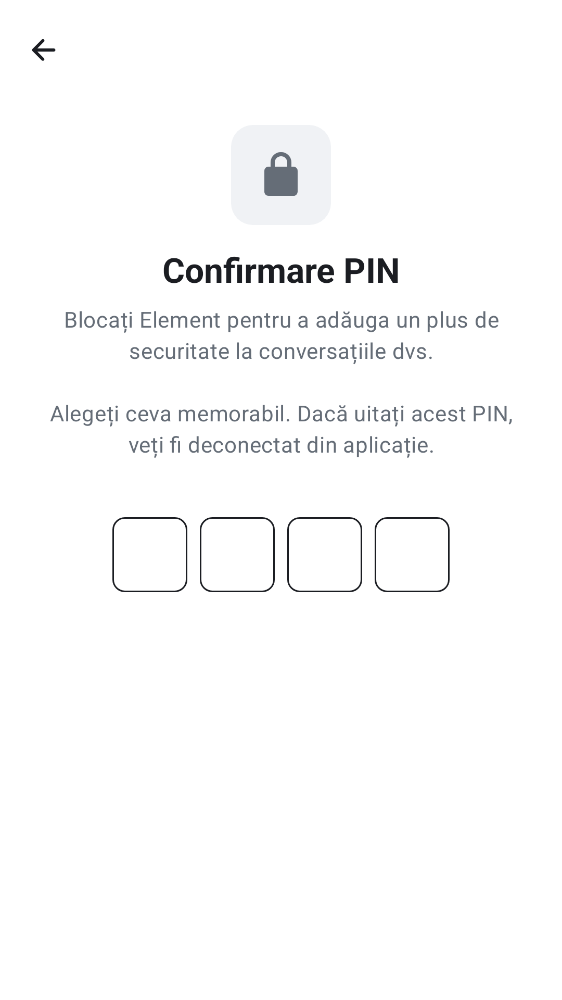 Confirmare PIN
Blocați Element pentru a adăuga un plus de
securitate la conversațiile dvs.
Alegeți ceva memorabil. Dacă uitați acest PIN,
veți fi deconectat din aplicație.